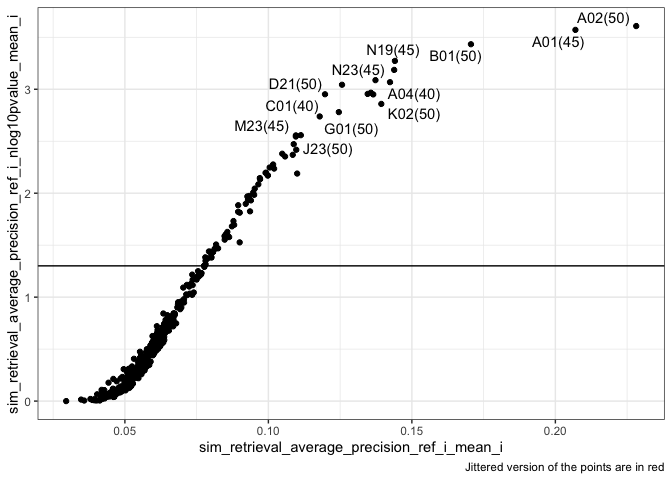 sim_retrieval_average_precision_ref_i_nlog10pvalue_mean_i
3
2
1
0
A02(50)
A01(45)
B01(50)
N19(45)
N23(45)
A04(40)
K02(50)
D21(50)
C01(40)
G01(50)
M23(45)
J23(50)
0.05
0.10
0.15
0.20
sim_retrieval_average_precision_ref_i_mean_i
Jittered version of the points are in red